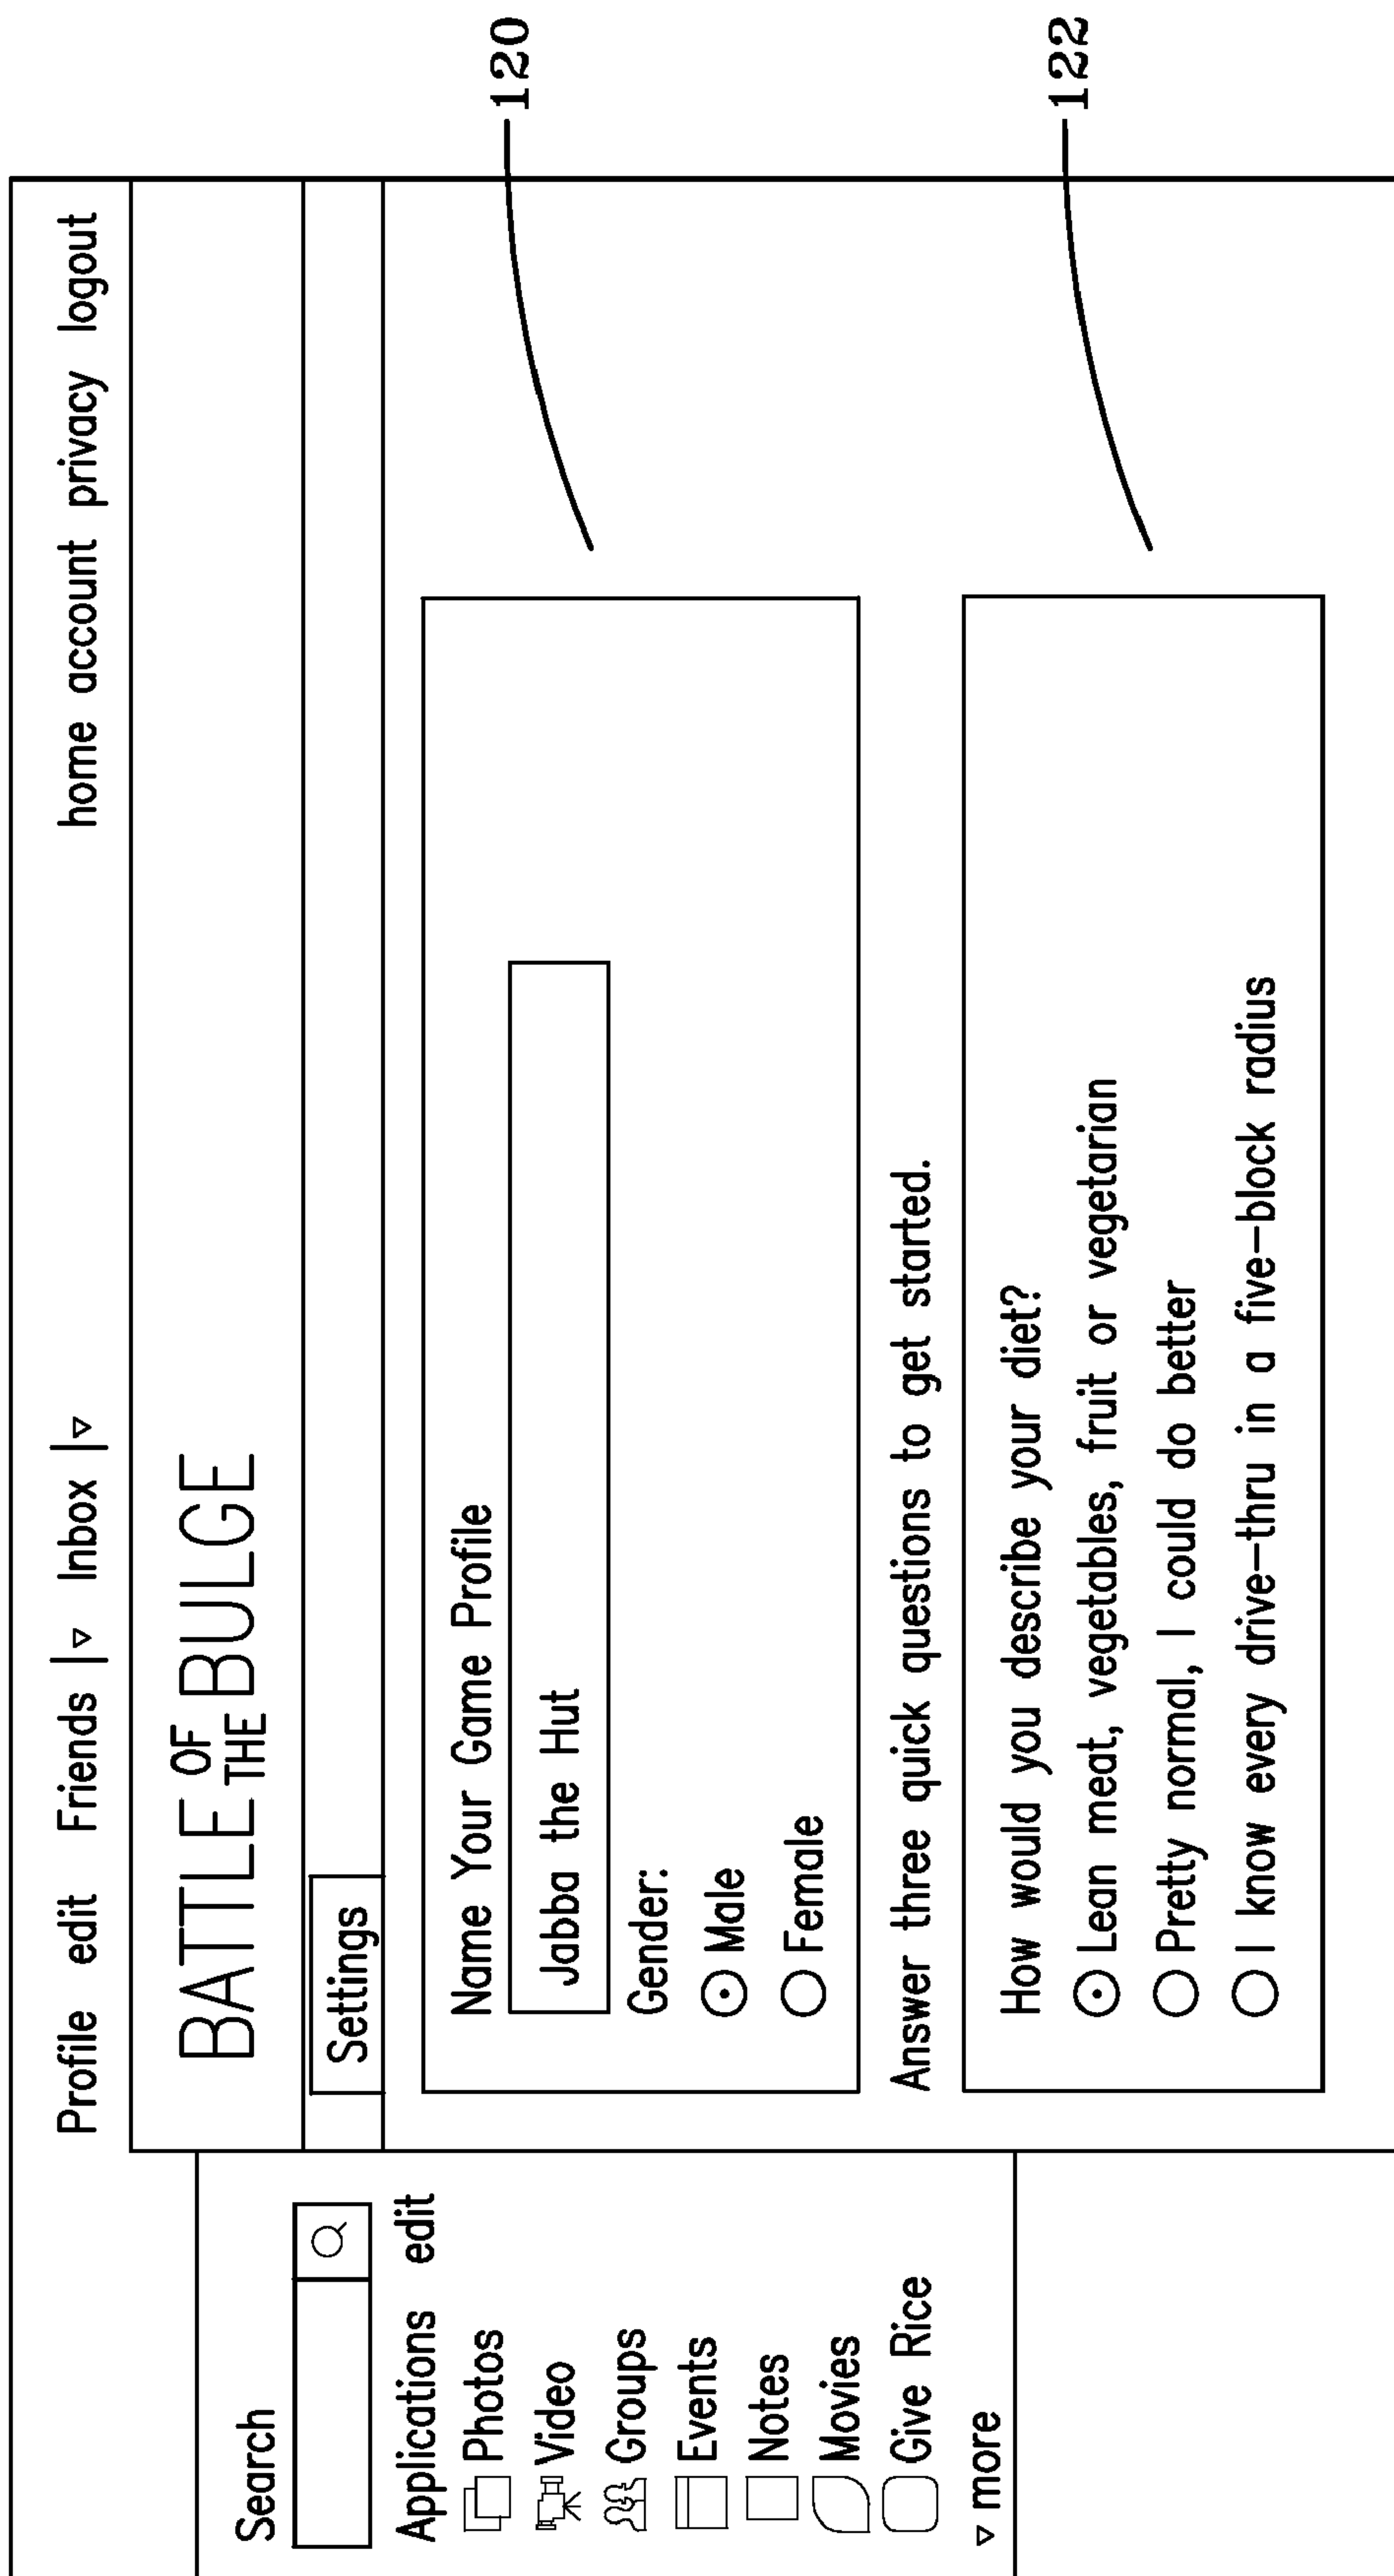 Profile edit Friends |▿ Inbox |▿ home account privacy logout
Search
Applications edit
Photos
Video
Groups
Events
Notes
Movies
Give Rice
▿ more
BATTLE OF THE BULGE
Settings
Name Your Game Profile
Jabba the Hut
Gender:
Male
Female
120
Answer three quick questions to get started.
How would you describe your diet?
Lean meat, vegetables, fruit or vegetarian
Pretty normal, I could do better
I know every drive-thru in a five-block radius
122